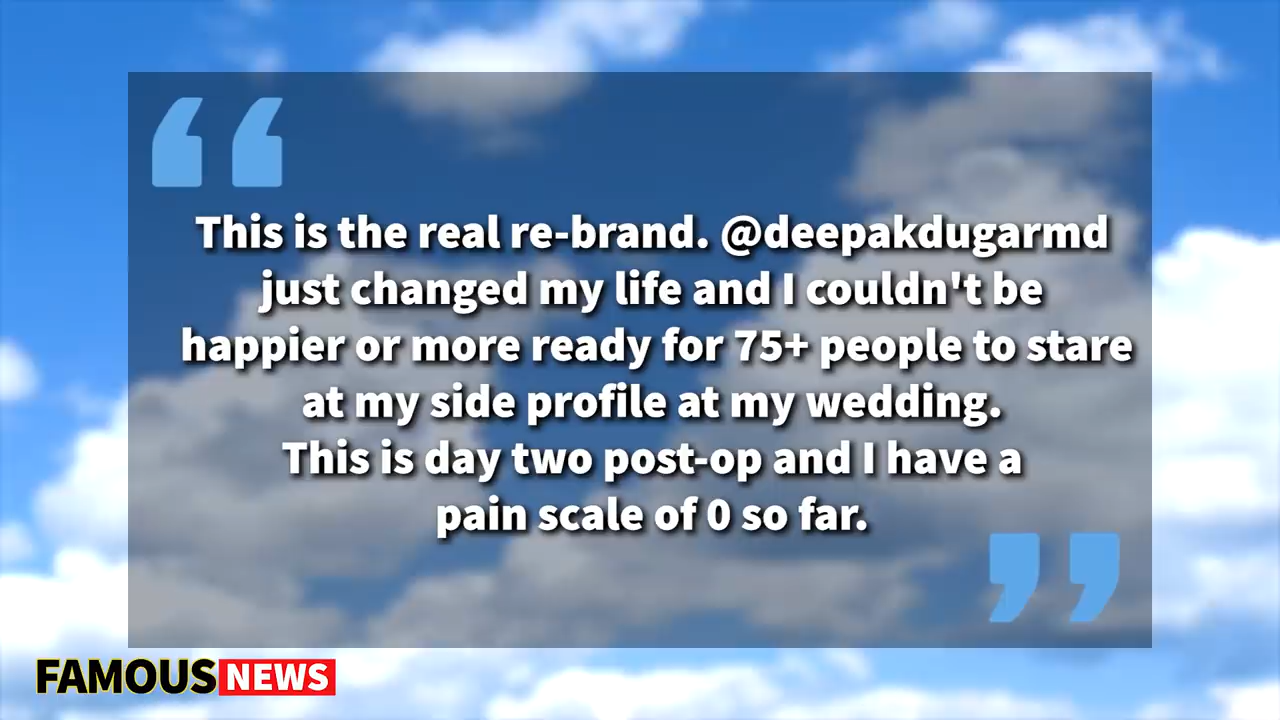 This is the real re-brand. @deepakdugarmd
just changed my life and I couldn't be
happier or more ready for 75+ people to stare
at my side profile at my wedding.
This is day two post-op and I have a
pain scale of 0 so far.
FAMOUS NEWS